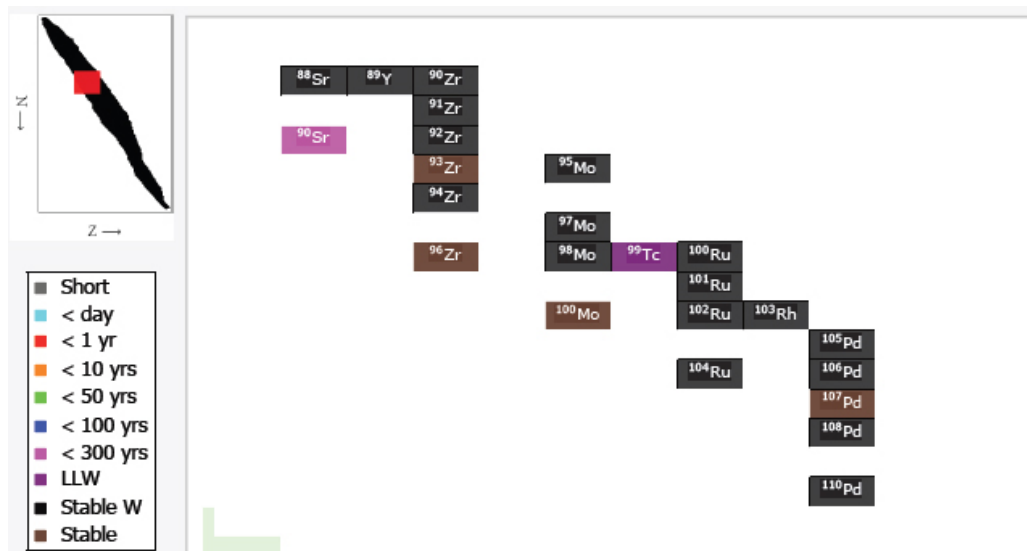 ⁸⁸Sr ⁸⁹Y ⁹⁰Zr
⁹¹Zr
⁹⁰Sr ⁹²Zr
⁹³Zr ⁹⁵Mo
⁹⁴Zr
⁹⁷Mo
⁹⁶Zr ⁹⁸Mo ⁹⁹Tc ¹⁰⁰Ru
¹⁰¹Ru
¹⁰⁰Mo ¹⁰²Ru ¹⁰³Rh
¹⁰⁵Pd
¹⁰⁴Ru ¹⁰⁶Pd
¹⁰⁷Pd
¹⁰⁸Pd
¹¹⁰Pd
← N
Z →
Short
< day
< 1 yr
< 10 yrs
< 50 yrs
< 100 yrs
< 300 yrs
LLW
Stable W
Stable